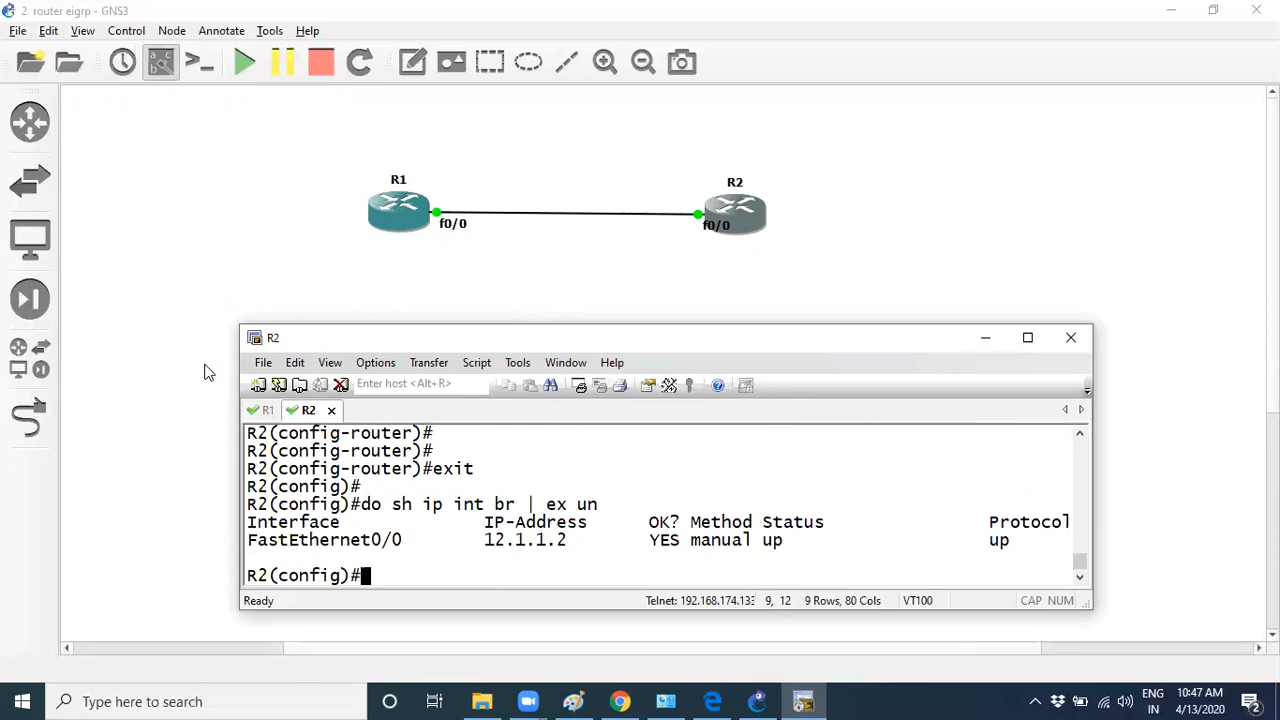 2 router eigrp - GNS3
File Edit View Control Node Annotate Tools Help
R1
R2
f0/0
f0/0
R2
File Edit View Options Transfer Script Tools Window Help
Enter host <Alt+R>
R1 R2
R2(config-router)#
R2(config-router)#
R2(config-router)#exit
R2(config)#
R2(config)#do sh ip int br | ex un
Interface IP-Address OK? Method Status Protocol
FastEthernet0/0 12.1.1.2 YES manual up up
R2(config)#
Ready Telnet: 192.168.174.133 9, 12 9 Rows, 80 Cols VT100 CAP NUM
Type here to search
ENG 10:47 AM
IN 4/13/2020 2